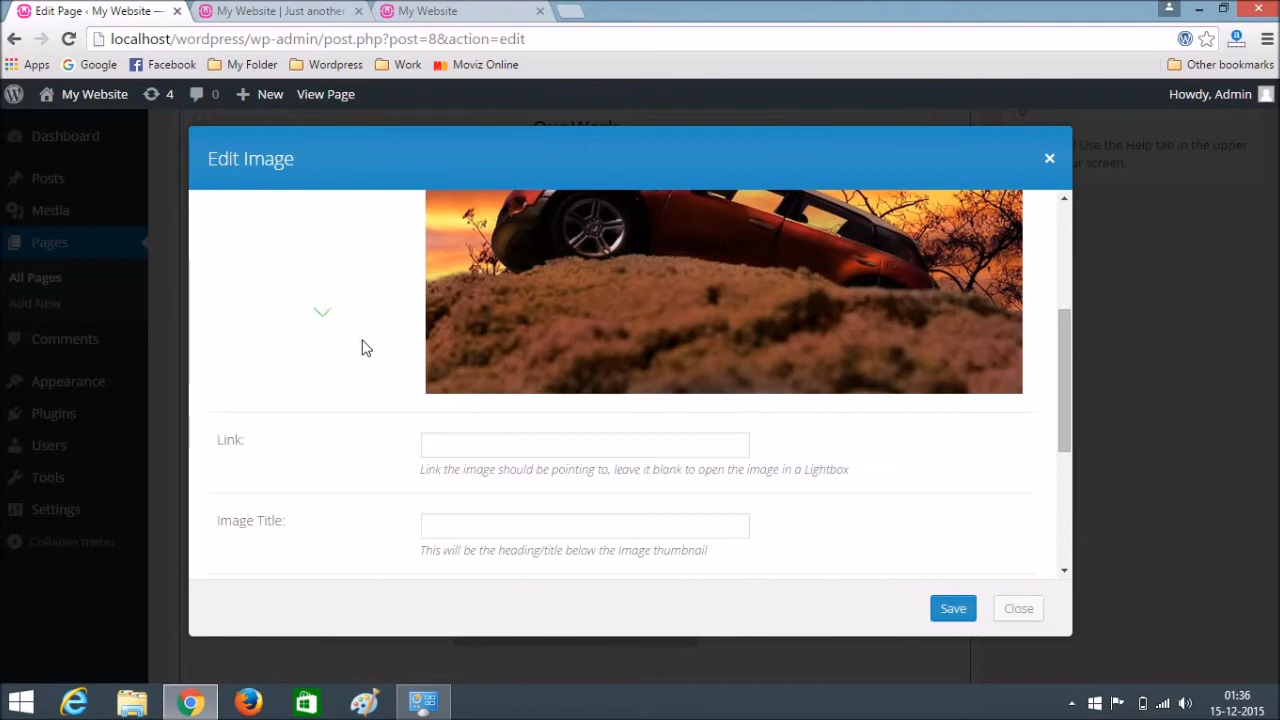 Edit Page ‹ My Website —
My Website | Just another
My Website
localhost/wordpress/wp-admin/post.php?post=8&action=edit
Apps Google Facebook My Folder Wordpress Work Moviz Online Other bookmarks
My Website 4 0 New View Page Howdy, Admin
Dashboard
Posts
Media
Pages
All Pages
Add New
Comments
Appearance
Plugins
Users
Tools
Settings
Collapse menu
Our Work
? Use the Help tab in the upper
ur screen.
Edit Image
Link:
Link the image should be pointing to, leave it blank to open the image in a Lightbox
Image Title:
This will be the heading/title below the Image thumbnail
Save Close
01:36
15-12-2015